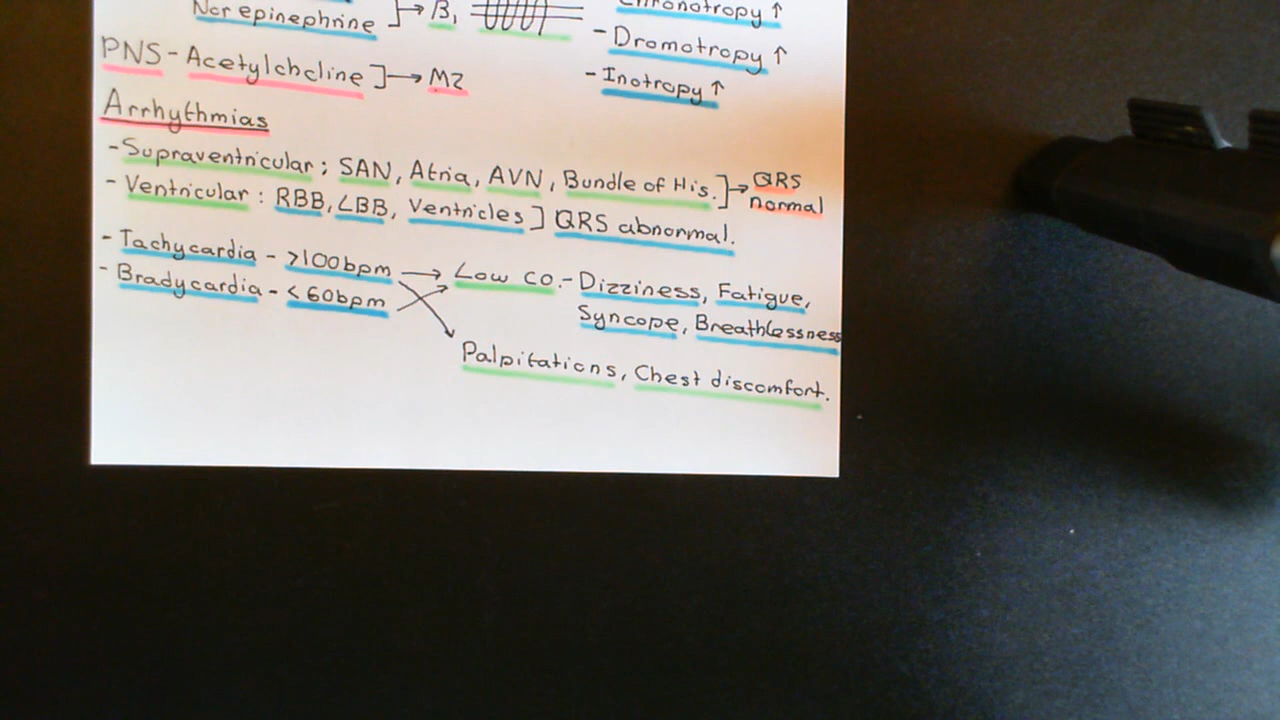 Norepinephrine ]→ β1
Chronotropy ↑
- Dromotropy ↑
- Inotropy ↑
PNS - Acetylcholine ]→ M2
Arrhythmias
- Supraventricular ; SAN, Atria, AVN, Bundle of His. ]→ QRS normal
- Ventricular : RBB, LBB, Ventricles ] QRS abnormal.
- Tachycardia - >100bpm → Low CO. - Dizziness, Fatigue,
- Bradycardia - <60bpm Syncope, Breathlessness
Palpitations, Chest discomfort.